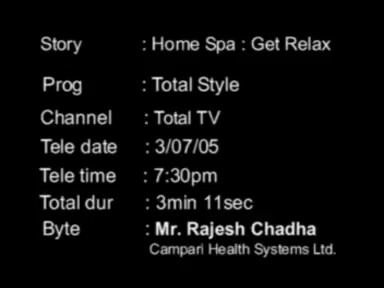 Story : Home Spa : Get Relax
Prog : Total Style
Channel : Total TV
Tele date : 3/07/05
Tele time : 7:30pm
Total dur : 3min 11sec
Byte : Mr. Rajesh Chadha
Campari Health Systems Ltd.